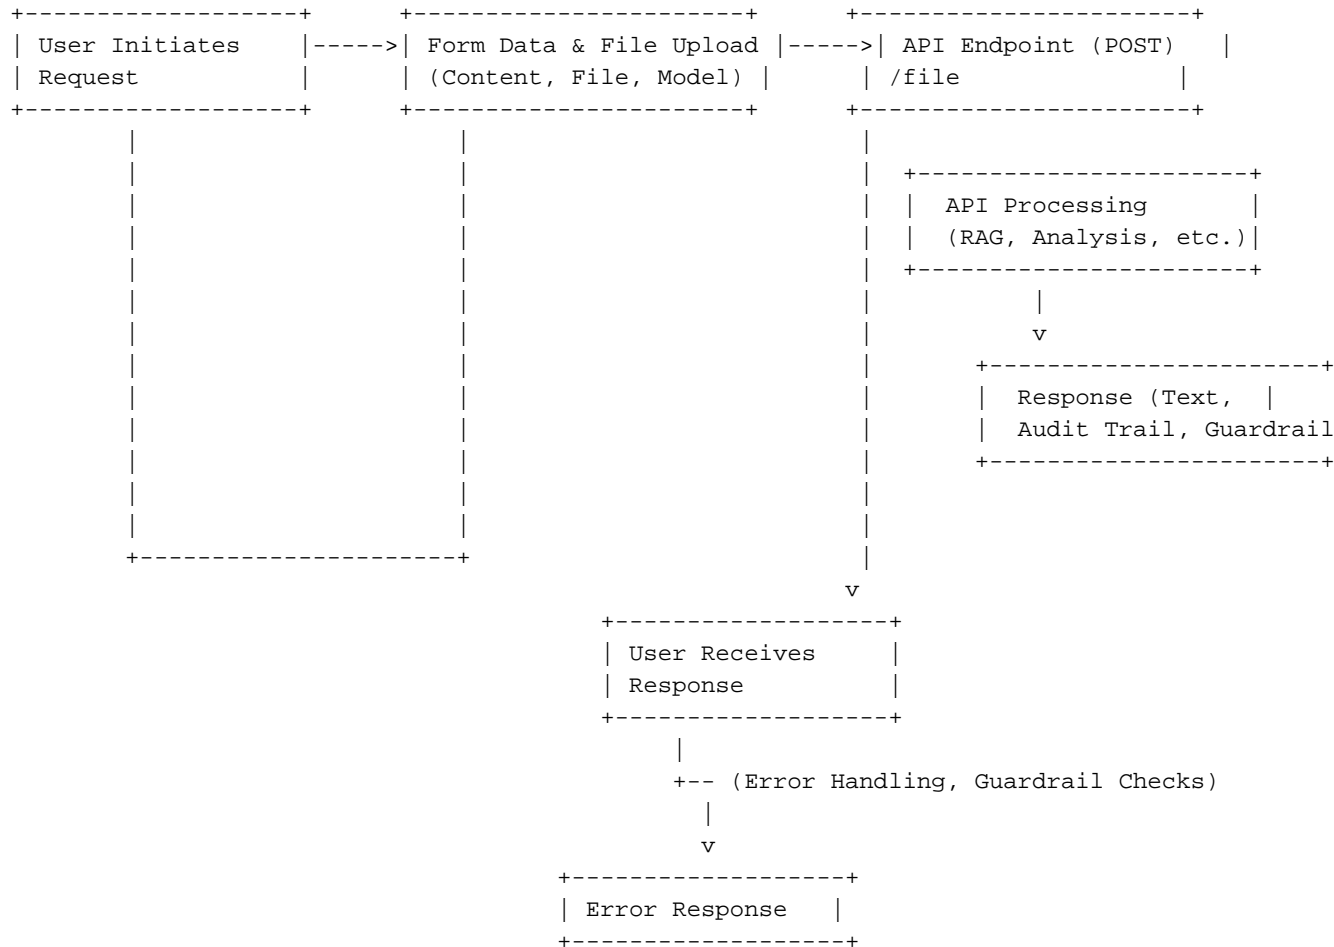 User Initiates
Request
Form Data & File Upload
(Content, File, Model)
API Endpoint (POST)
/file
API Processing
(RAG, Analysis, etc.)
Response (Text,
Audit Trail, Guardrail
User Receives
Response
(Error Handling, Guardrail Checks)
Error Response